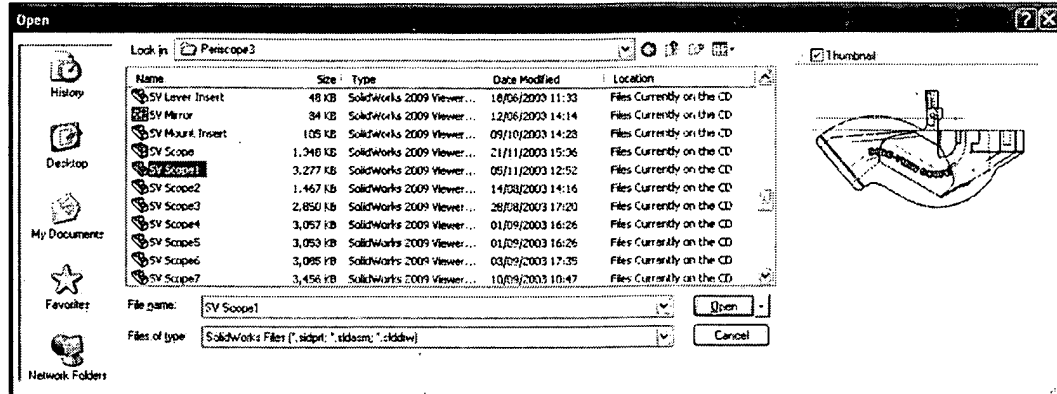 Open
Look in: Periscope3
Thumbnail
History
Desktop
My Documents
Favorites
Network Folders
Name Size Type Date Modified Location
SV Lever Insert 48 KB SolidWorks 2009 Viewer... 18/06/2003 11:33 Files Currently on the CD
SV Mirror 34 KB SolidWorks 2009 Viewer... 12/06/2003 14:14 Files Currently on the CD
SV Mount Insert 105 KB SolidWorks 2009 Viewer... 09/10/2003 14:28 Files Currently on the CD
SV Scope 1,348 KB SolidWorks 2009 Viewer... 21/11/2003 15:36 Files Currently on the CD
SV Scope1 3,277 KB SolidWorks 2009 Viewer... 05/11/2003 12:52 Files Currently on the CD
SV Scope2 1,467 KB SolidWorks 2009 Viewer... 14/08/2003 14:16 Files Currently on the CD
SV Scope3 2,850 KB SolidWorks 2009 Viewer... 28/08/2003 17:20 Files Currently on the CD
SV Scope4 3,057 KB SolidWorks 2009 Viewer... 01/09/2003 16:26 Files Currently on the CD
SV Scope5 3,053 KB SolidWorks 2009 Viewer... 01/09/2003 16:26 Files Currently on the CD
SV Scope6 3,085 KB SolidWorks 2009 Viewer... 03/09/2003 17:35 Files Currently on the CD
SV Scope7 3,456 KB SolidWorks 2009 Viewer... 10/09/2003 10:47 Files Currently on the CD
File name: SV Scope1 Open
Files of type SolidWorks Files (*.sldprt; *.sldasm; *.slddrw) Cancel